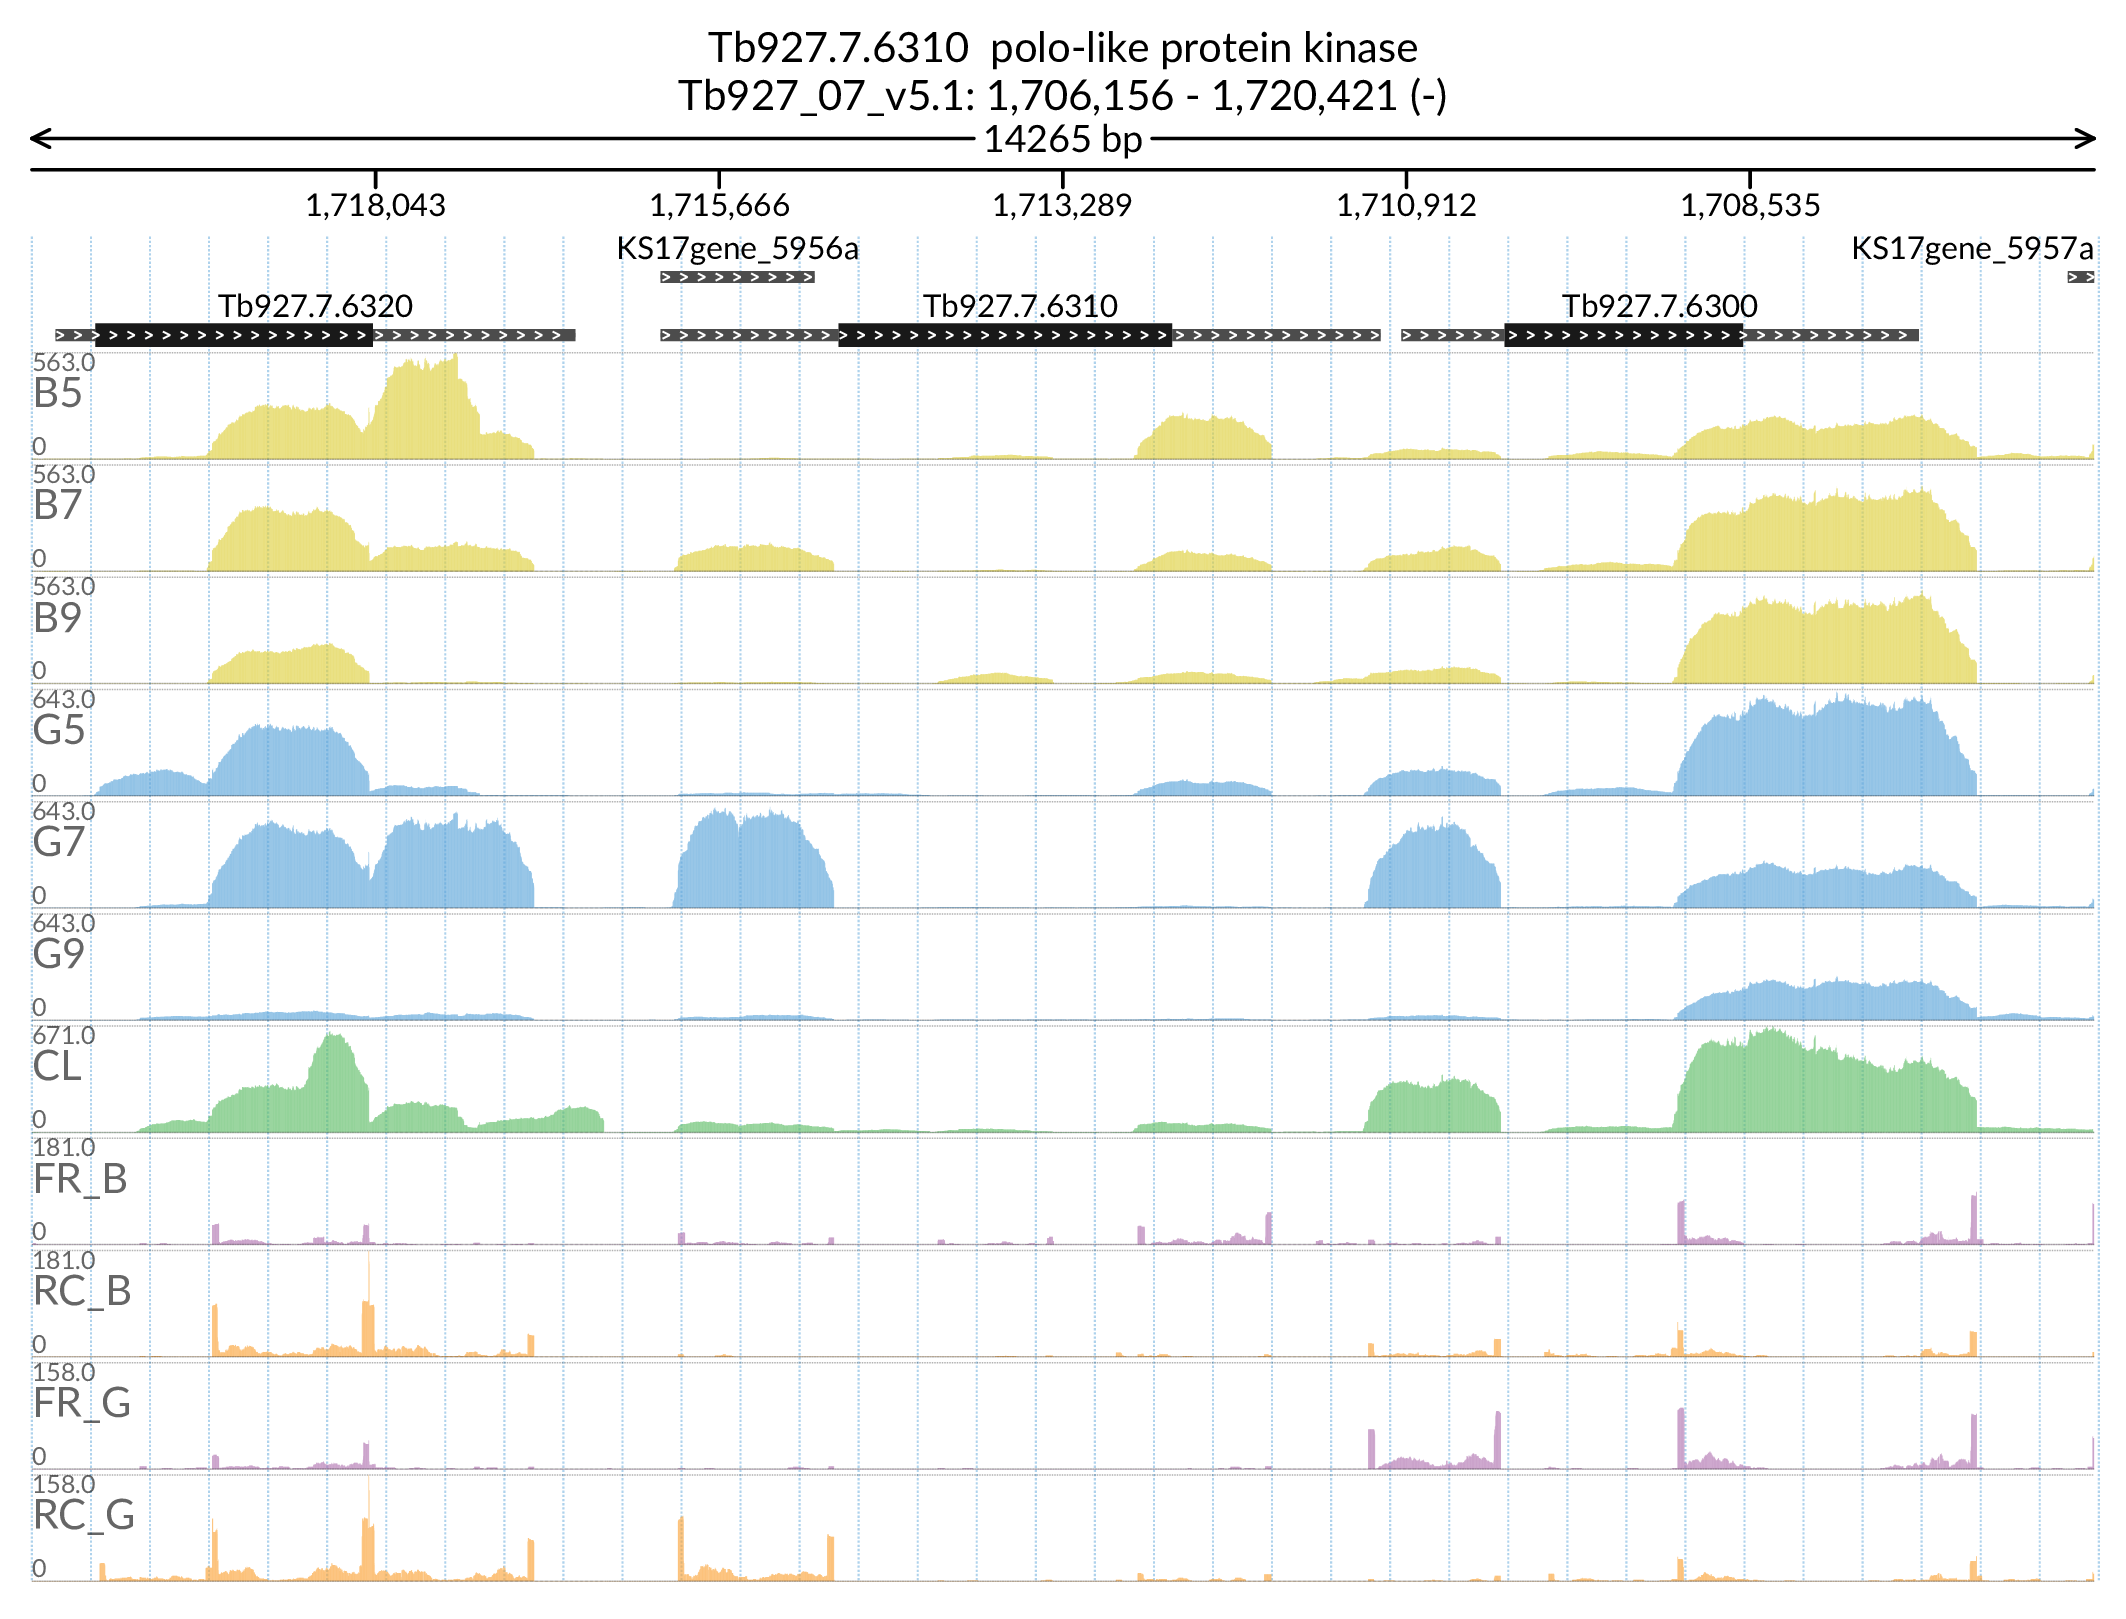 Tb927.7.6310 polo-like protein kinase
Tb927_07_v5.1: 1,706,156 - 1,720,421 (-)
14265 bp
1,718,043 1,715,666 1,713,289 1,710,912 1,708,535
KS17gene_5956a KS17gene_5957a
Tb927.7.6320 Tb927.7.6310 Tb927.7.6300
563.0
B5
0
563.0
B7
0
563.0
B9
0
643.0
G5
0
643.0
G7
0
643.0
G9
0
671.0
CL
0
181.0
FR_B
0
181.0
RC_B
0
158.0
FR_G
0
158.0
RC_G
0